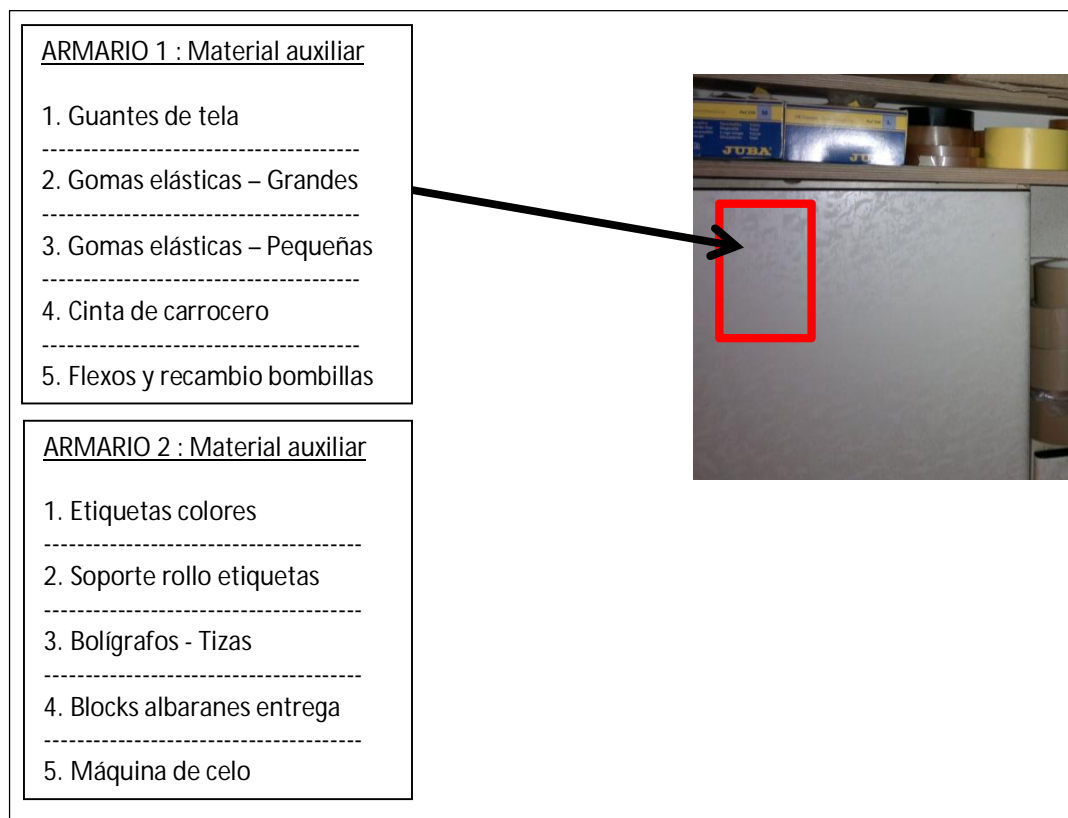 ARMARIO 1 : Material auxiliar
1. Guantes de tela
---------------------------------------
2. Gomas elásticas – Grandes
---------------------------------------
3. Gomas elásticas – Pequeñas
---------------------------------------
4. Cinta de carrocero
---------------------------------------
5. Flexos y recambio bombillas
ARMARIO 2 : Material auxiliar
1. Etiquetas colores
---------------------------------------
2. Soporte rollo etiquetas
---------------------------------------
3. Bolígrafos - Tizas
---------------------------------------
4. Blocks albaranes entrega
---------------------------------------
5. Máquina de celo
M
L
JUBA